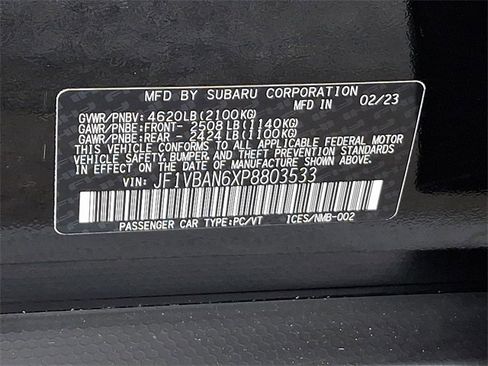 MFD BY SUBARU CORPORATION
MFD IN 02/23
GVWR/PNBV: 4620LB(2100KG)
GAWR/PNBE:FRONT- 2508LB(1140KG)
GAWR/PNBE:REAR - 2424LB(1100KG)
THIS VEHICLE CONFORMS TO ALL APPLICABLE FEDERAL MOTOR
VEHICLE SAFETY, BUMPER, AND THEFT PREVENTION STANDARDS
IN EFFECT ON THE DATE OF MANUFACTURE SHOWN ABOVE.
VIN: JF1VBAN6XP8803533
PASSENGER CAR TYPE:PC/VT ICES/NMB-002